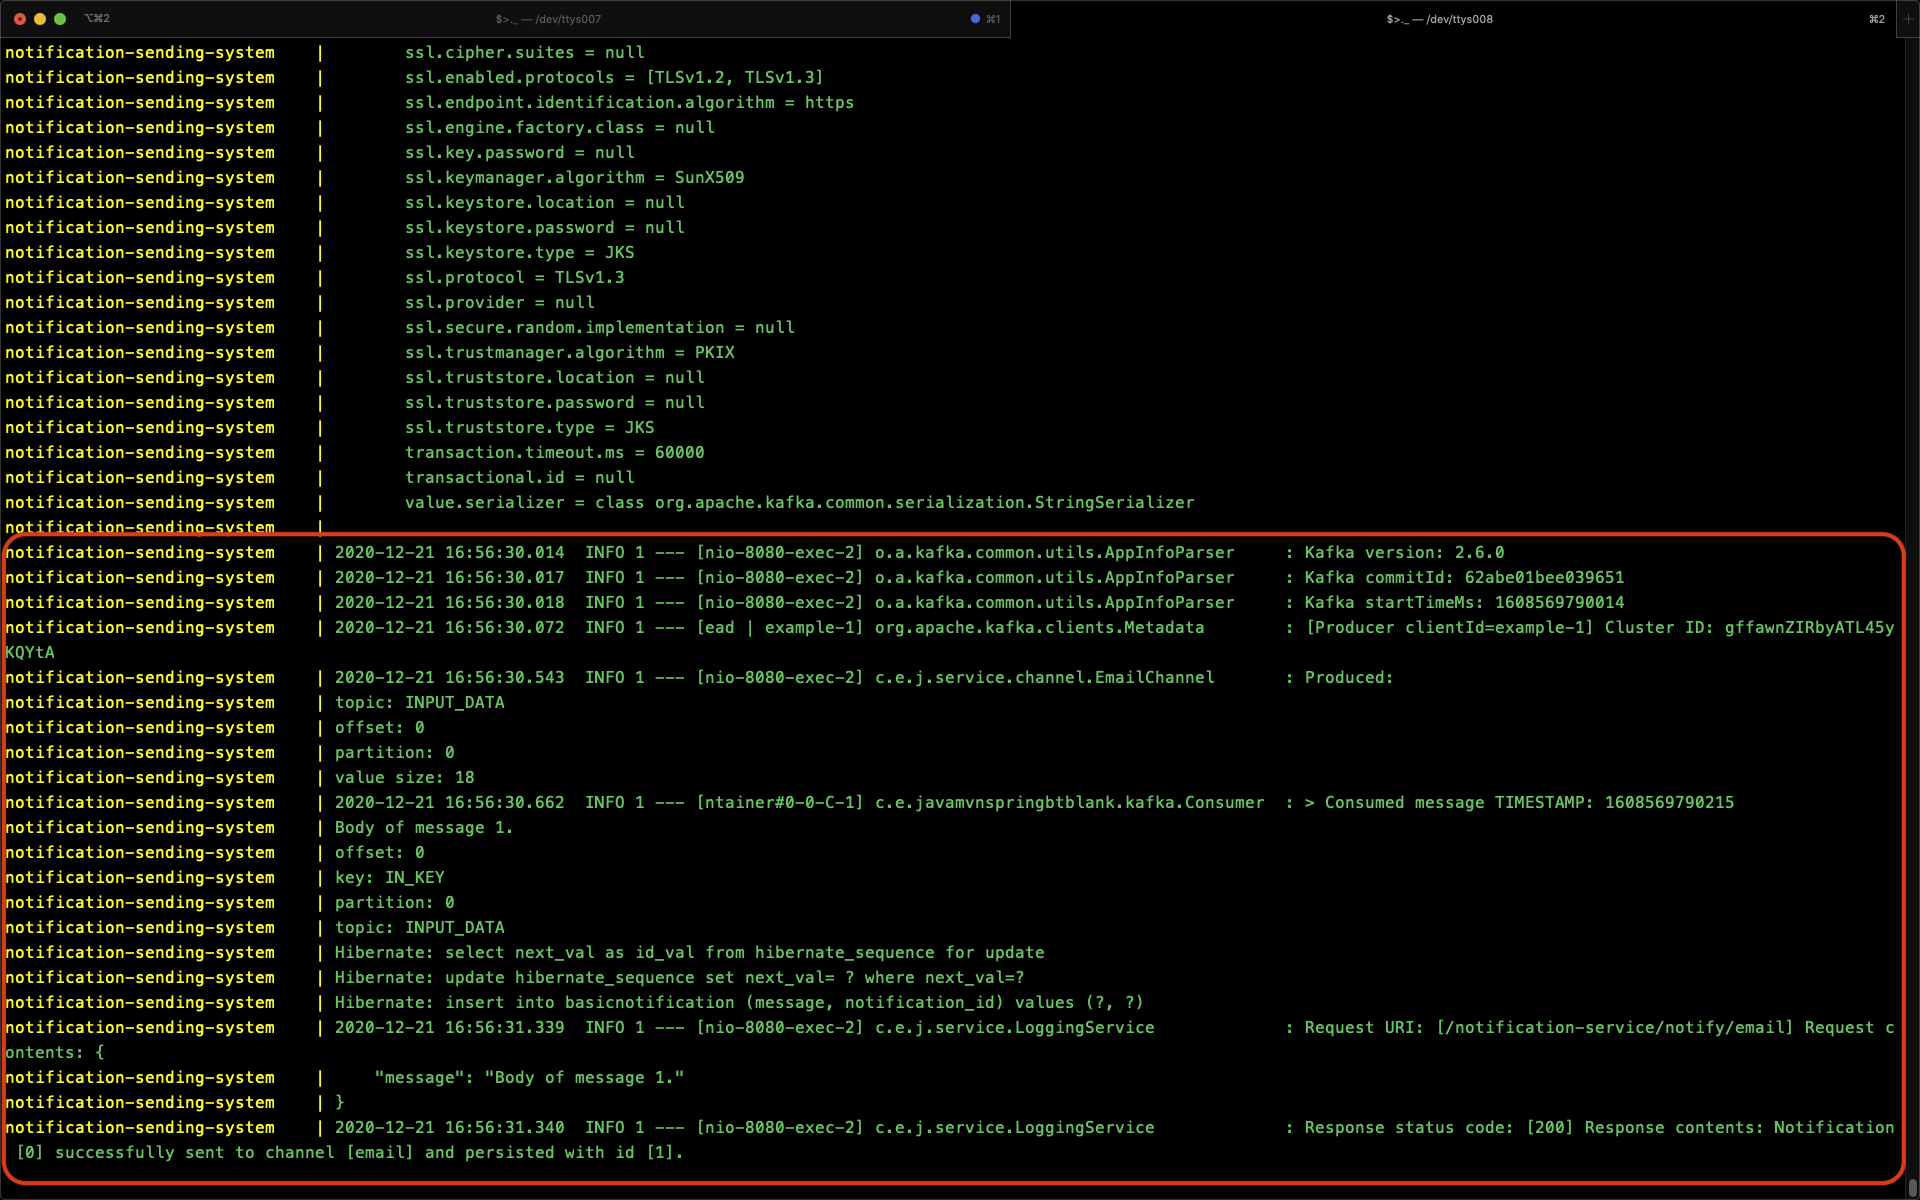 ⌥⌘2 $>._ — /dev/ttys007 ⌘1 $>._ — /dev/ttys008 ⌘2 +
notification-sending-system | ssl.cipher.suites = null
notification-sending-system | ssl.enabled.protocols = [TLSv1.2, TLSv1.3]
notification-sending-system | ssl.endpoint.identification.algorithm = https
notification-sending-system | ssl.engine.factory.class = null
notification-sending-system | ssl.key.password = null
notification-sending-system | ssl.keymanager.algorithm = SunX509
notification-sending-system | ssl.keystore.location = null
notification-sending-system | ssl.keystore.password = null
notification-sending-system | ssl.keystore.type = JKS
notification-sending-system | ssl.protocol = TLSv1.3
notification-sending-system | ssl.provider = null
notification-sending-system | ssl.secure.random.implementation = null
notification-sending-system | ssl.trustmanager.algorithm = PKIX
notification-sending-system | ssl.truststore.location = null
notification-sending-system | ssl.truststore.password = null
notification-sending-system | ssl.truststore.type = JKS
notification-sending-system | transaction.timeout.ms = 60000
notification-sending-system | transactional.id = null
notification-sending-system | value.serializer = class org.apache.kafka.common.serialization.StringSerializer
notification-sending-system |
notification-sending-system | 2020-12-21 16:56:30.014  INFO 1 --- [nio-8080-exec-2] o.a.kafka.common.utils.AppInfoParser : Kafka version: 2.6.0
notification-sending-system | 2020-12-21 16:56:30.017  INFO 1 --- [nio-8080-exec-2] o.a.kafka.common.utils.AppInfoParser : Kafka commitId: 62abe01bee039651
notification-sending-system | 2020-12-21 16:56:30.018  INFO 1 --- [nio-8080-exec-2] o.a.kafka.common.utils.AppInfoParser : Kafka startTimeMs: 1608569790014
notification-sending-system | 2020-12-21 16:56:30.072  INFO 1 --- [ead | example-1] org.apache.kafka.clients.Metadata : [Producer clientId=example-1] Cluster ID: gffawnZIRbyATL45y
KQYtA
notification-sending-system | 2020-12-21 16:56:30.543  INFO 1 --- [nio-8080-exec-2] c.e.j.service.channel.EmailChannel : Produced:
notification-sending-system | topic: INPUT_DATA
notification-sending-system | offset: 0
notification-sending-system | partition: 0
notification-sending-system | value size: 18
notification-sending-system | 2020-12-21 16:56:30.662  INFO 1 --- [ntainer#0-0-C-1] c.e.javamvnspringbtblank.kafka.Consumer : > Consumed message TIMESTAMP: 1608569790215
notification-sending-system | Body of message 1.
notification-sending-system | offset: 0
notification-sending-system | key: IN_KEY
notification-sending-system | partition: 0
notification-sending-system | topic: INPUT_DATA
notification-sending-system | Hibernate: select next_val as id_val from hibernate_sequence for update
notification-sending-system | Hibernate: update hibernate_sequence set next_val= ? where next_val=?
notification-sending-system | Hibernate: insert into basicnotification (message, notification_id) values (?, ?)
notification-sending-system | 2020-12-21 16:56:31.339  INFO 1 --- [nio-8080-exec-2] c.e.j.service.LoggingService : Request URI: [/notification-service/notify/email] Request c
ontents: {
notification-sending-system | "message": "Body of message 1."
notification-sending-system | }
notification-sending-system | 2020-12-21 16:56:31.340  INFO 1 --- [nio-8080-exec-2] c.e.j.service.LoggingService : Response status code: [200] Response contents: Notification
[0] successfully sent to channel [email] and persisted with id [1].